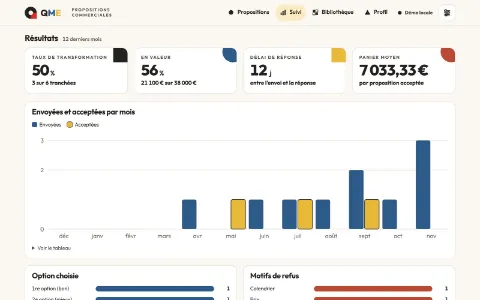 QME
PROPOSITIONS
COMMERCIALES
Propositions
Suivi
Bibliothèque
Profil
Démo locale
Résultats 12 derniers mois
TAUX DE TRANSFORMATION
50 %
3 sur 6 tranchées
EN VALEUR
56 %
21 100 € sur 38 000 €
DÉLAI DE RÉPONSE
12 j
entre l'envoi et la réponse
PANIER MOYEN
7 033,33 €
par proposition acceptée
Envoyées et acceptées par mois
Envoyées
Acceptées
3
2
0
déc janv févr mars avr mai juin juil août sept oct nov
Voir le tableau
Option choisie
1re option (bon) 1
1
Motifs de refus
Calendrier 1
1